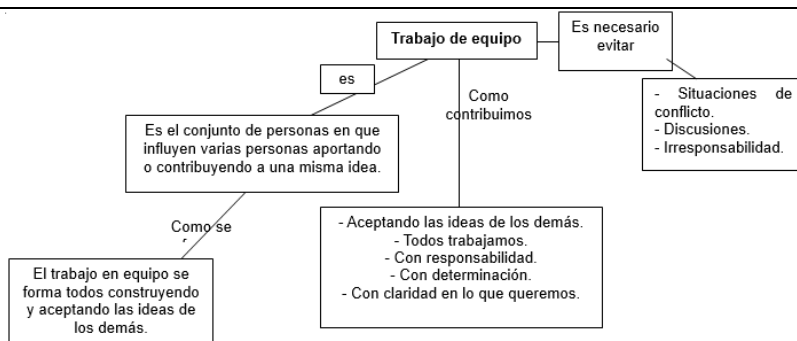 Trabajo de equipo
Es necesario
evitar
es
Como
contribuimos
- Situaciones de
conflicto.
- Discusiones.
- Irresponsabilidad.
Es el conjunto de personas en que
influyen varias personas aportando
o contribuyendo a una misma idea.
Como se
- Aceptando las ideas de los demás.
- Todos trabajamos.
- Con responsabilidad.
- Con determinación.
- Con claridad en lo que queremos.
El trabajo en equipo se
forma todos construyendo
y aceptando las ideas de
los demás.